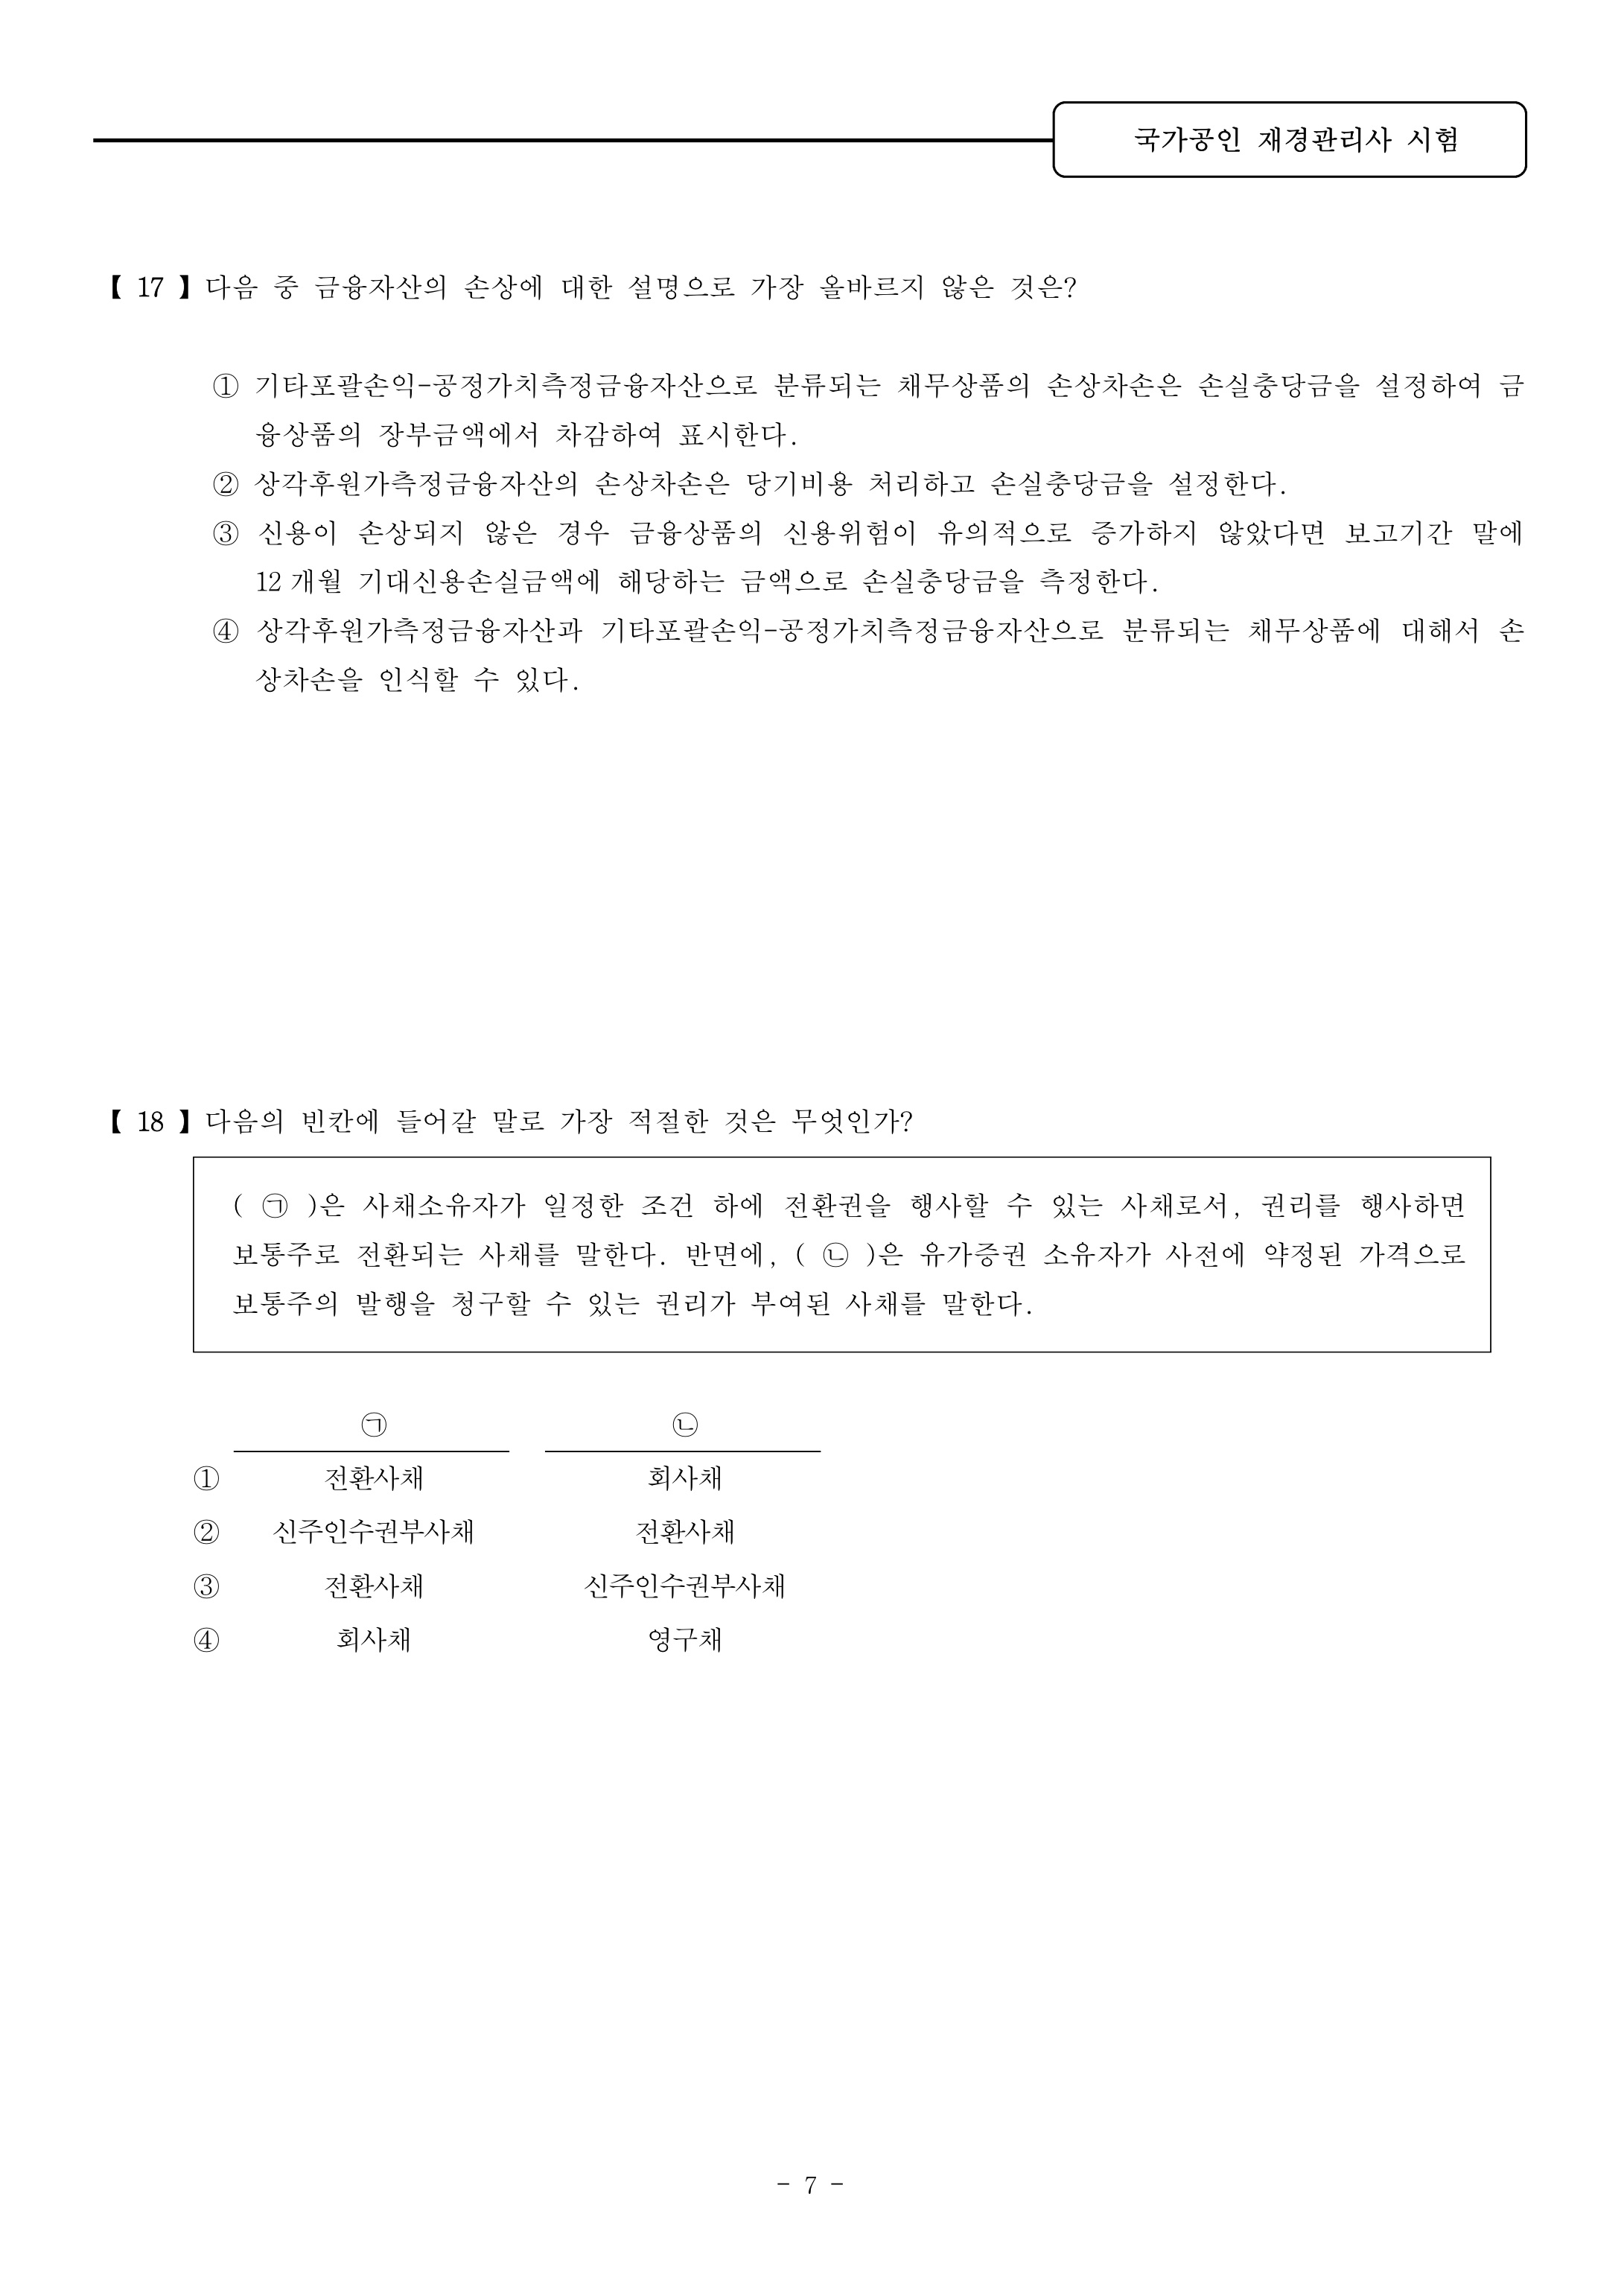 국가공인 재경관리사 시험
【 17 】 다음 중 금융자산의 손상에 대한 설명으로 가장 올바르지 않은 것은?
① 기타포괄손익-공정가치측정금융자산으로 분류되는 채무상품의 손상차손은 손실충당금을 설정하여 금
융상품의 장부금액에서 차감하여 표시한다.
② 상각후원가측정금융자산의 손상차손은 당기비용 처리하고 손실충당금을 설정한다.
③ 신용이 손상되지 않은 경우 금융상품의 신용위험이 유의적으로 증가하지 않았다면 보고기간 말에
12개월 기대신용손실금액에 해당하는 금액으로 손실충당금을 측정한다.
④ 상각후원가측정금융자산과 기타포괄손익-공정가치측정금융자산으로 분류되는 채무상품에 대해서 손
상차손을 인식할 수 있다.
【 18 】 다음의 빈칸에 들어갈 말로 가장 적절한 것은 무엇인가?
( ㉠ )은 사채소유자가 일정한 조건 하에 전환권을 행사할 수 있는 사채로서, 권리를 행사하면
보통주로 전환되는 사채를 말한다. 반면에, ( ㉡ )은 유가증권 소유자가 사전에 약정된 가격으로
보통주의 발행을 청구할 수 있는 권리가 부여된 사채를 말한다.
㉠ ㉡
① 전환사채 회사채
② 신주인수권부사채 전환사채
③ 전환사채 신주인수권부사채
④ 회사채 영구채
- 7 -